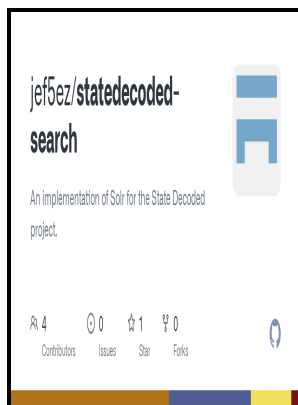 jef5ez/statedecoded-
search
An implementation of Solr for the State Decoded
project.
4 0 1 0
Contributors Issues Star Forks